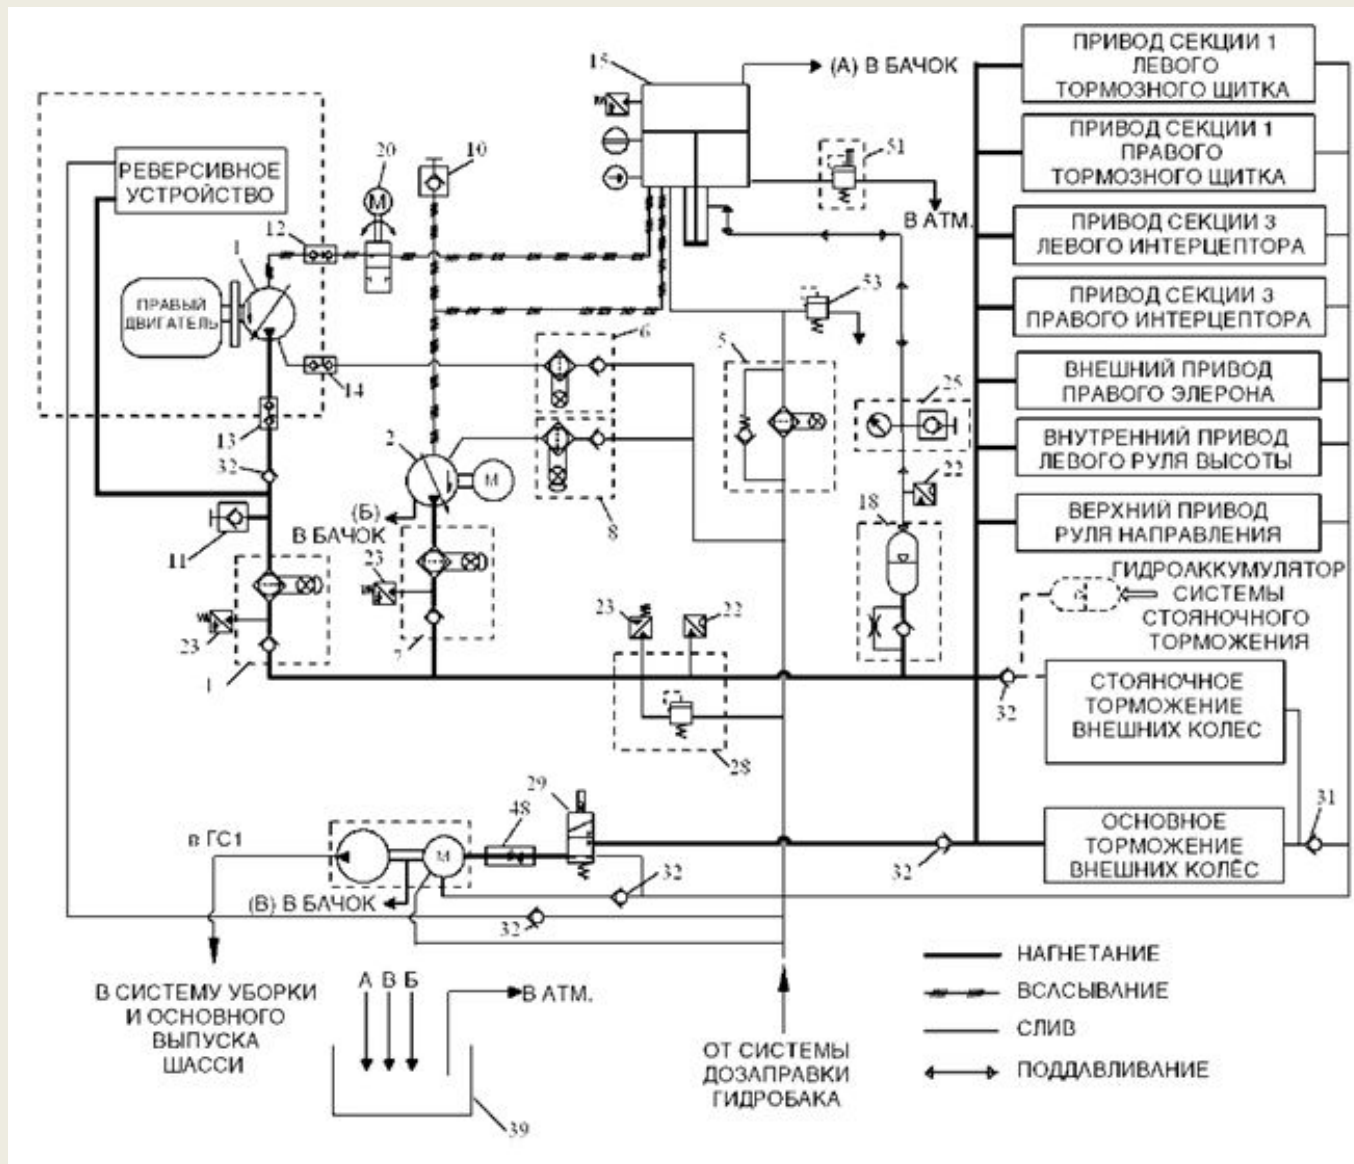 15
(А) В БАЧОК
ПРИВОД СЕКЦИИ 1
ЛЕВОГО
ТОРМОЗНОГО ЩИТКА
ПРИВОД СЕКЦИИ 1
ПРАВОГО
ТОРМОЗНОГО ЩИТКА
ПРИВОД СЕКЦИИ 3
ЛЕВОГО ИНТЕРЦЕПТОРА
ПРИВОД СЕКЦИИ 3
ПРАВОГО ИНТЕРЦЕПТОРА
ВНЕШНИЙ ПРИВОД
ПРАВОГО ЭЛЕРОНА
ВНУТРЕННИЙ ПРИВОД
ЛЕВОГО РУЛЯ ВЫСОТЫ
ВЕРХНИЙ ПРИВОД
РУЛЯ НАПРАВЛЕНИЯ
ГИДРОАККУМУЛЯТОР
СИСТЕМЫ
СТОЯНОЧНОГО
ТОРМОЖЕНИЯ
СТОЯНОЧНОЕ
ТОРМОЖЕНИЕ
ВНЕШНИХ КОЛЕС
ОСНОВНОЕ
ТОРМОЖЕНИЕ
ВНЕШНИХ КОЛЁС
РЕВЕРСИВНОЕ
УСТРОЙСТВО
20
М
10
51
В АТМ.
12
1
ПРАВЫЙ
ДВИГАТЕЛЬ
14
13
32
11
6
5
53
25
2
М
(Б)
В БАЧОК
8
18
22
23
23
22
23
1
7
28
32
31
29
48
в ГС1
М
32
32
(В) В БАЧОК
32
В СИСТЕМУ УБОРКИ
И ОСНОВНОГО
ВЫПУСКА
ШАССИ
А В Б
В АТМ.
39
ОТ СИСТЕМЫ
ДОЗАПРАВКИ
ГИДРОБАКА
НАГНЕТАНИЕ
ВСАСЫВАНИЕ
СЛИВ
ПОДДАВЛИВАНИЕ